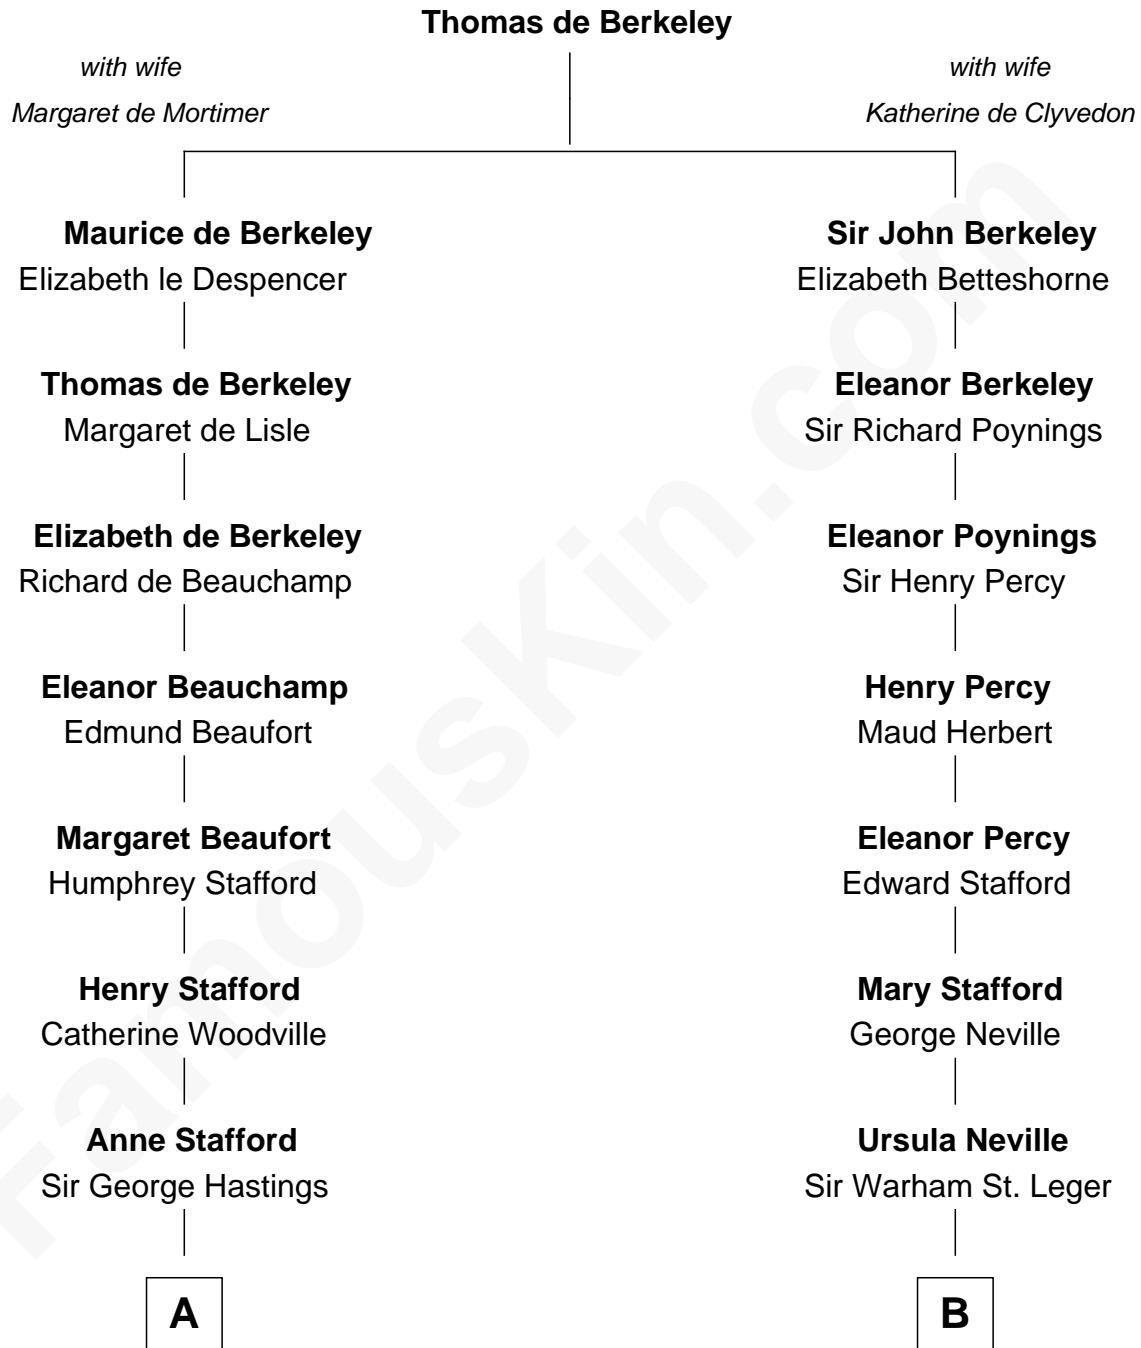 Thomas de Berkeley
with wife
Margaret de Mortimer
with wife
Katherine de Clyvedon
Maurice de Berkeley
Elizabeth le Despencer
Sir John Berkeley
Elizabeth Betteshorne
Thomas de Berkeley
Margaret de Lisle
Eleanor Berkeley
Sir Richard Poynings
Elizabeth de Berkeley
Richard de Beauchamp
Eleanor Poynings
Sir Henry Percy
Eleanor Beauchamp
Edmund Beaufort
Henry Percy
Maud Herbert
Margaret Beaufort
Humphrey Stafford
Eleanor Percy
Edward Stafford
Henry Stafford
Catherine Woodville
Mary Stafford
George Neville
Anne Stafford
Sir George Hastings
Ursula Neville
Sir Warham St. Leger
A
B
FamousKin.com